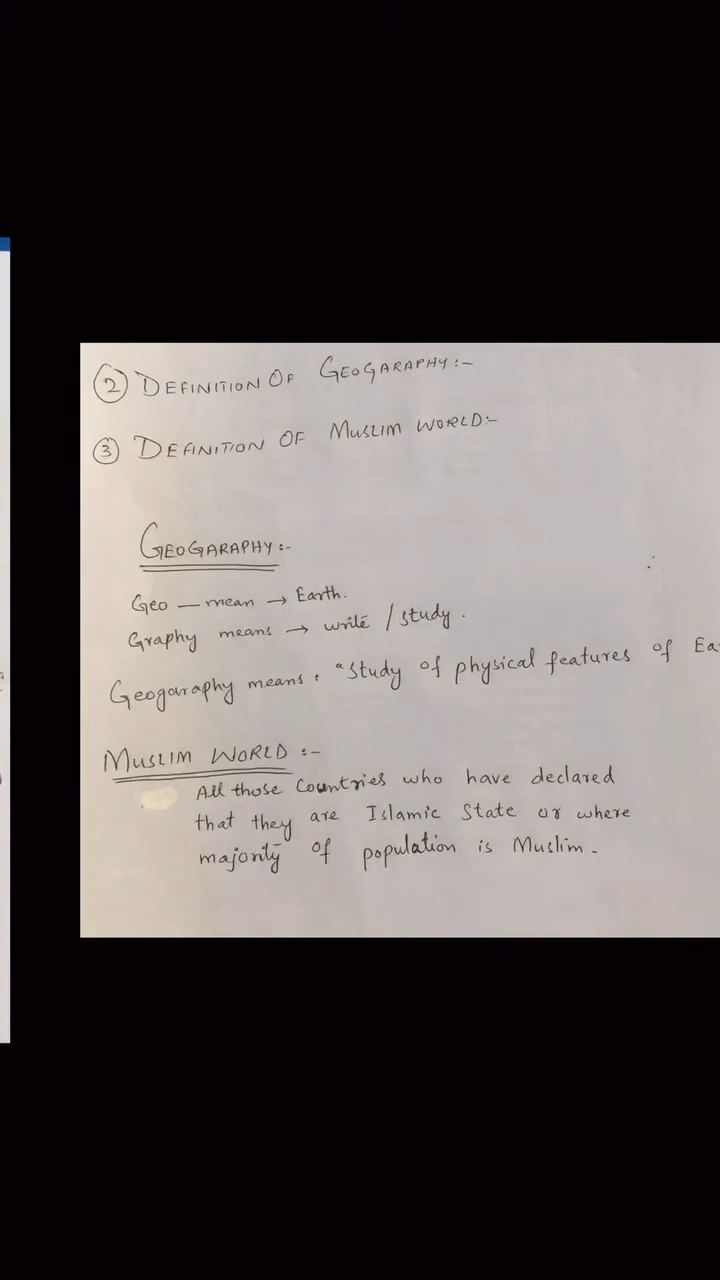 ② DEFINITION OF GEOGARAPHY:-
③ DEFINITION OF MUSLIM WORLD:-
GEOGARAPHY:-
Geo — mean → Earth.
Graphy means → write / study.
Geogaraphy means: "Study of physical features of Ea
MUSLIM WORLD :-
All those Countries who have declared
that they are Islamic State or where
majority of population is Muslim.